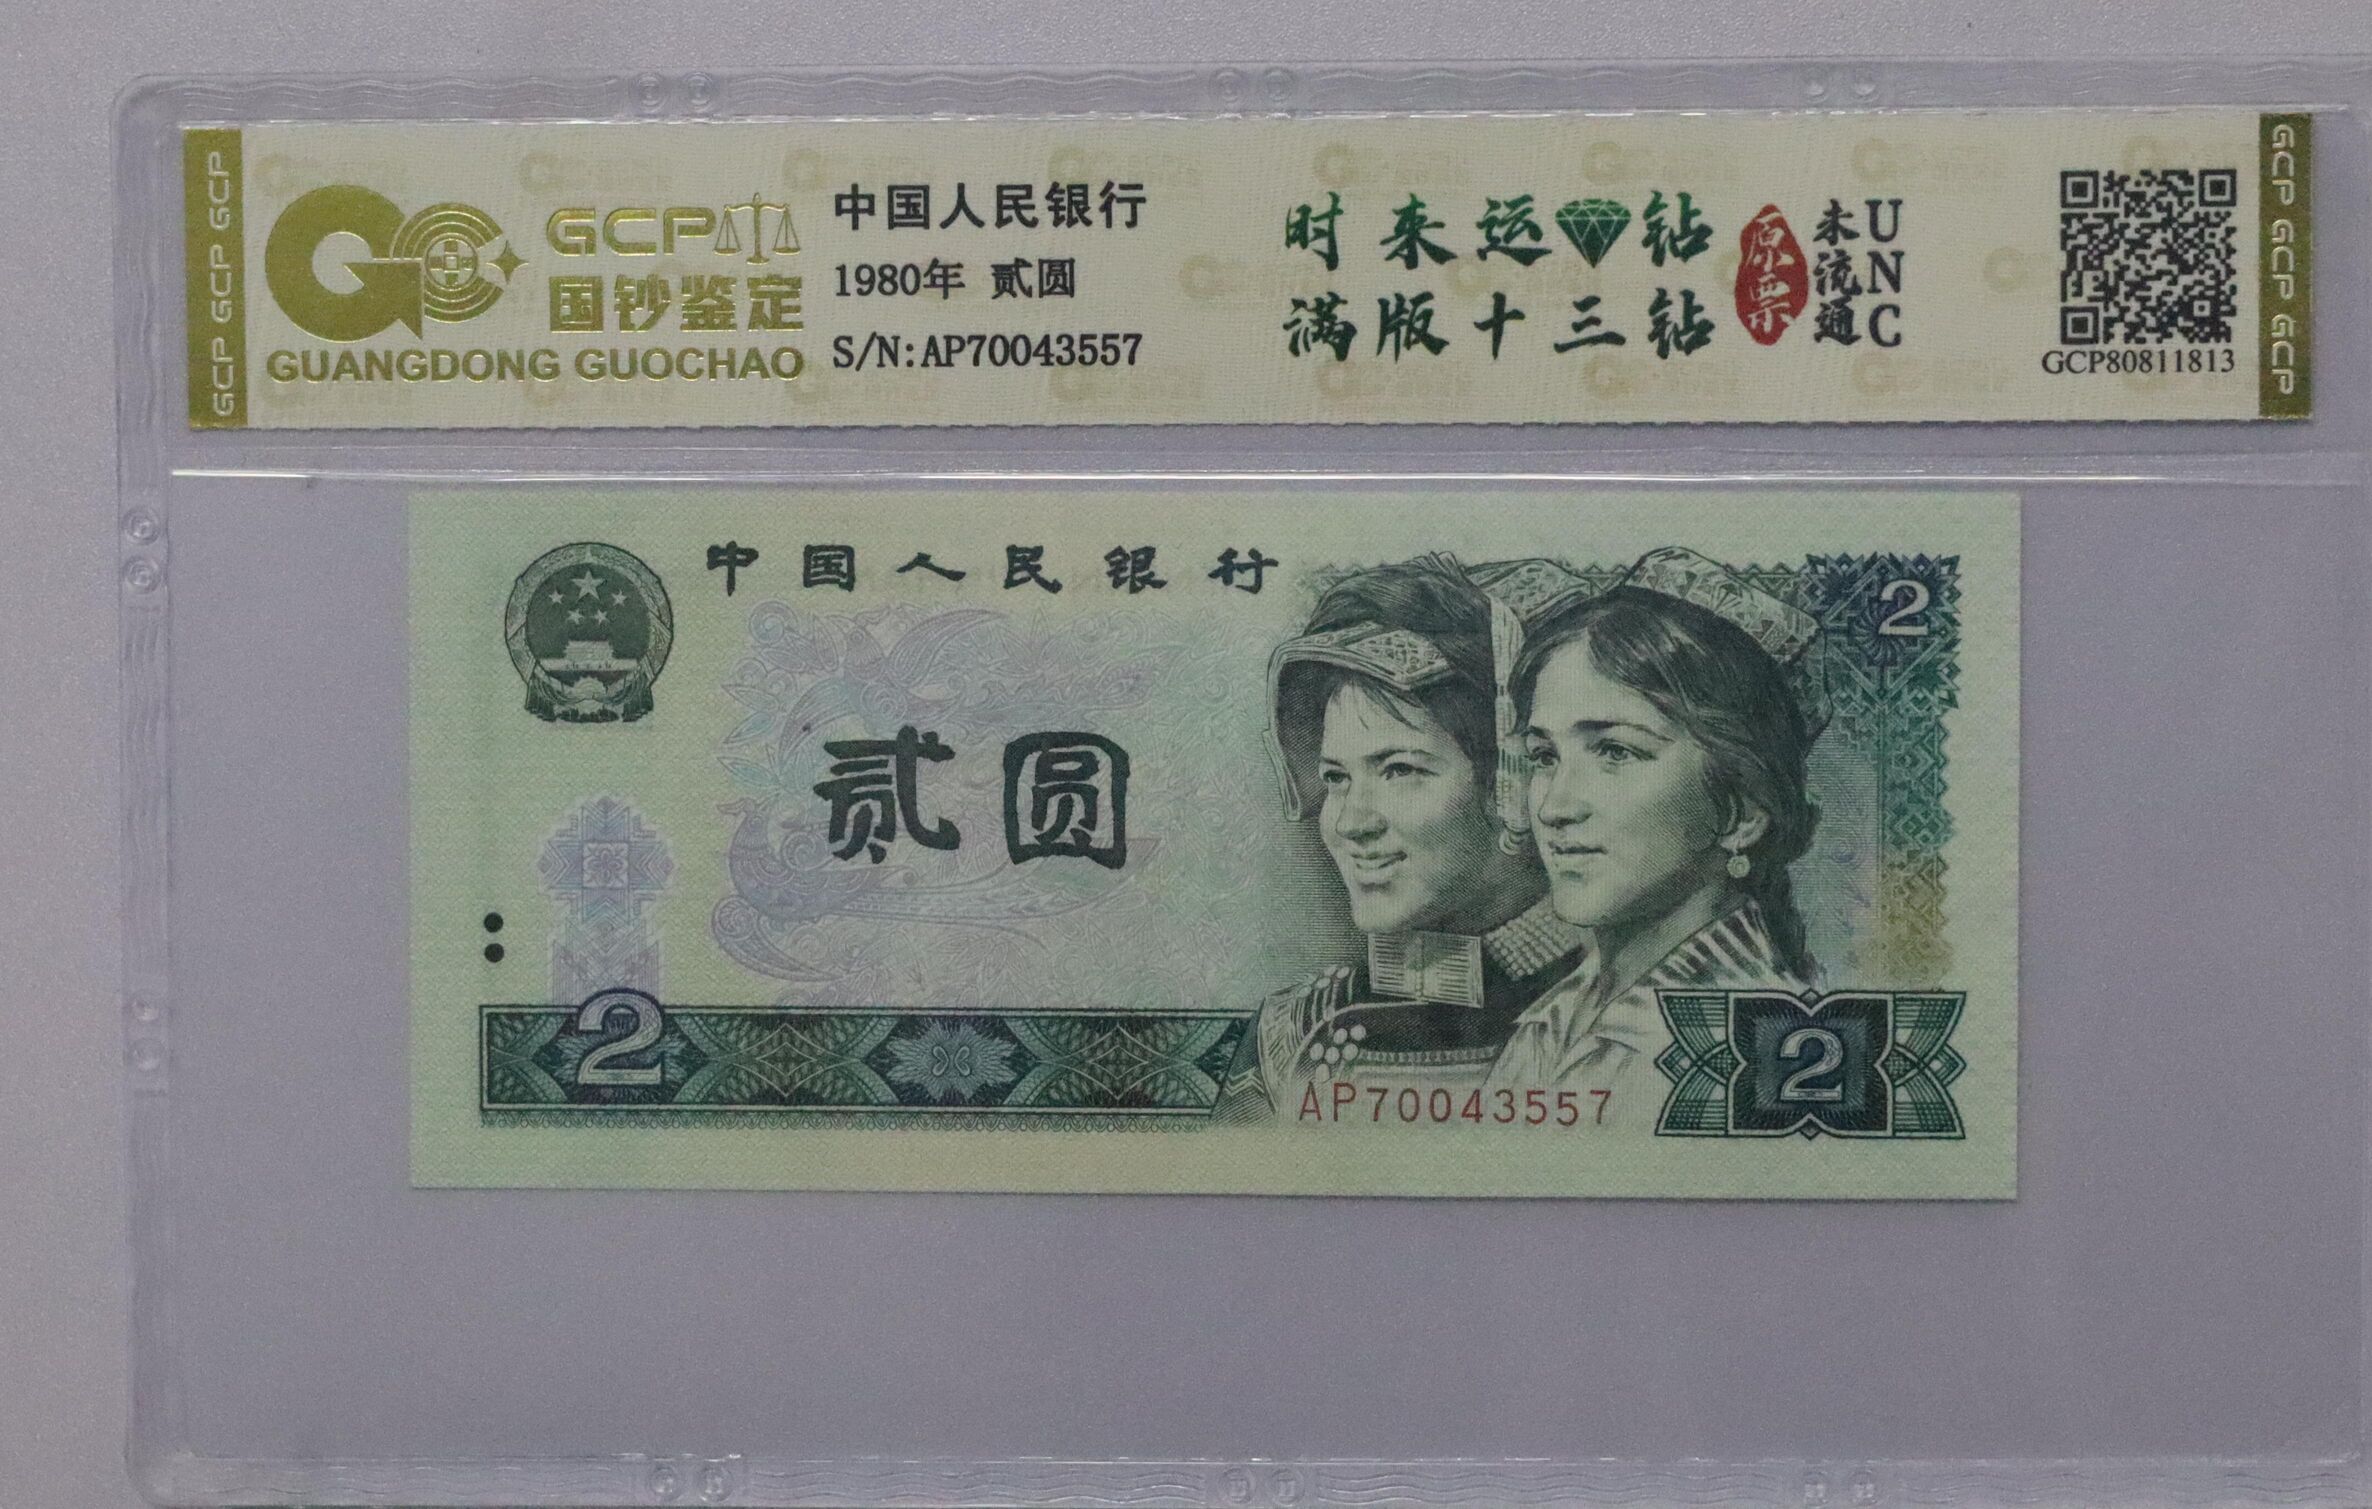 GCP GCP GCP
GCP
国钞鉴定
GUANGDONG GUOCHAO
中国人民银行
1980年 贰圆
S/N:AP70043557
时来运钻
满版十三钻
原票
未流通
UNC
GCP80811813
GCP GCP GCP
中国人民银行
2
贰圆
2
AP70043557
2